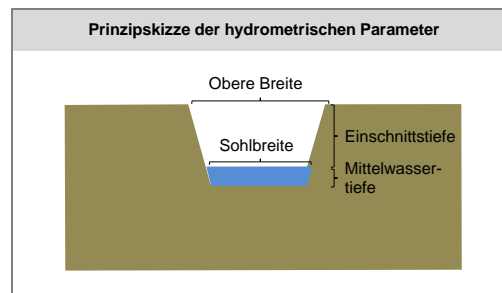 Prinzipskizze der hydrometrischen Parameter
Obere Breite
Sohlbreite
Einschnittstiefe
Mittelwasser-
tiefe